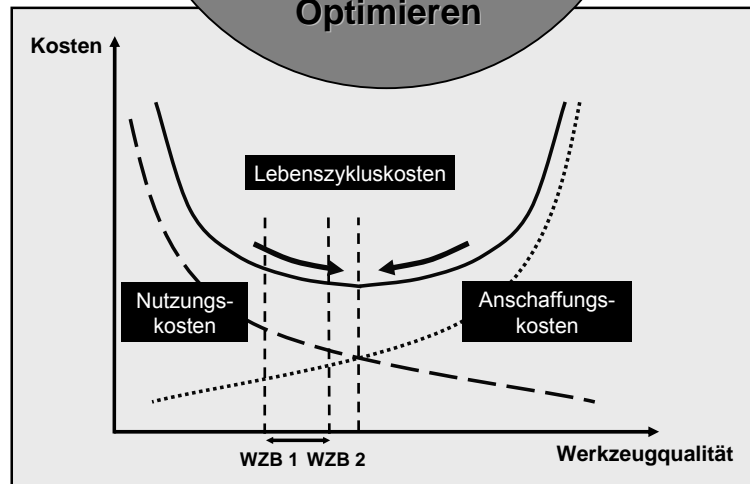 Optimieren
Kosten
Lebenszykluskosten
Nutzungs-
kosten
Anschaffungs-
kosten
WZB 1 WZB 2
Werkzeugqualität